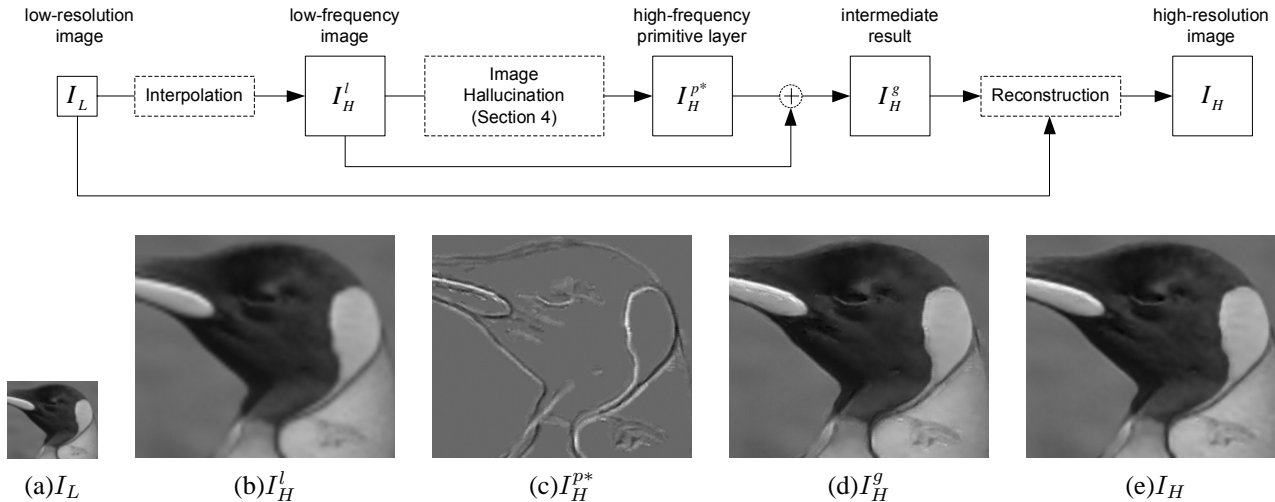 low-resolution image
low-frequency image
high-frequency primitive layer
intermediate result
high-resolution image
I_L
Interpolation
I_H^l
Image Hallucination (Section 4)
I_H^{p*}
+
I_H^g
Reconstruction
I_H
(a)I_L
(b)I_H^l
(c)I_H^{p*}
(d)I_H^g
(e)I_H